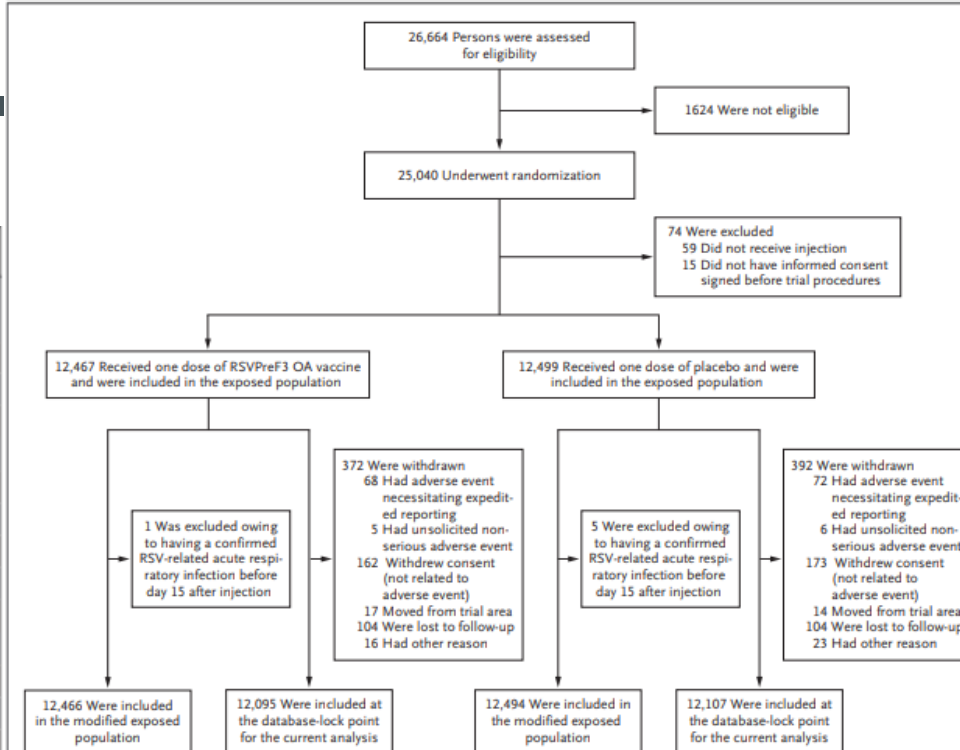 26,664 Persons were assessed
for eligibility
1624 Were not eligible
25,040 Underwent randomization
74 Were excluded
59 Did not receive injection
15 Did not have informed consent
signed before trial procedures
12,467 Received one dose of RSVPreF3 OA vaccine
and were included in the exposed population
12,499 Received one dose of placebo and were
included in the exposed population
1 Was excluded owing
to having a confirmed
RSV-related acute respi-
ratory infection before
day 15 after injection
372 Were withdrawn
68 Had adverse event
necessitating expedit-
ed reporting
5 Had unsolicited non-
serious adverse event
162 Withdrew consent
(not related to
adverse event)
17 Moved from trial area
104 Were lost to follow-up
16 Had other reason
5 Were excluded owing
to having a confirmed
RSV-related acute respi-
ratory infection before
day 15 after injection
392 Were withdrawn
72 Had adverse event
necessitating expedit-
ed reporting
6 Had unsolicited non-
serious adverse event
173 Withdrew consent
(not related to
adverse event)
14 Moved from trial area
104 Were lost to follow-up
23 Had other reason
12,466 Were included
in the modified exposed
population
12,095 Were included at
the database-lock point
for the current analysis
12,494 Were included in
the modified exposed
population
12,107 Were included at
the database-lock point
for the current analysis